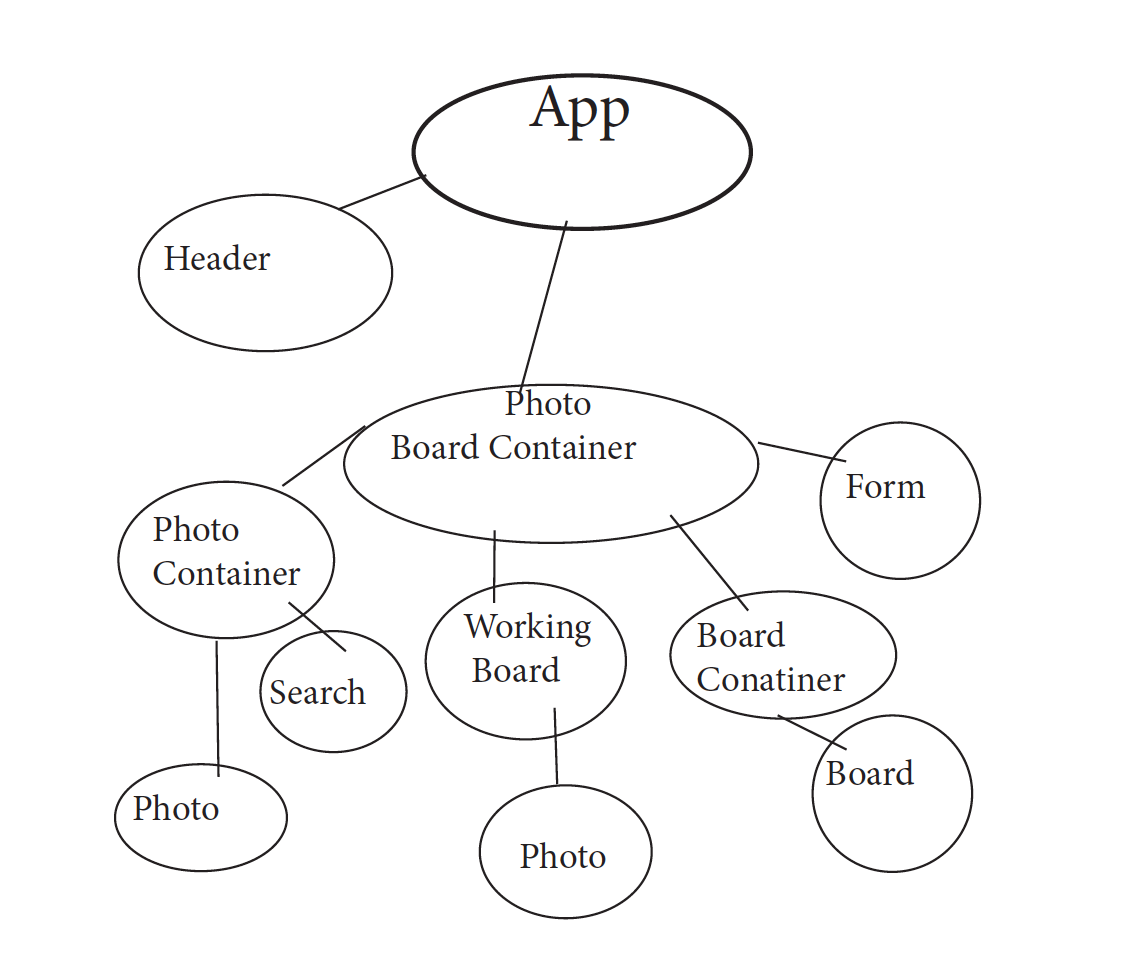 App
Header
Photo
Board Container
Form
Photo
Container
Working
Board
Board
Conatiner
Search
Board
Photo
Photo